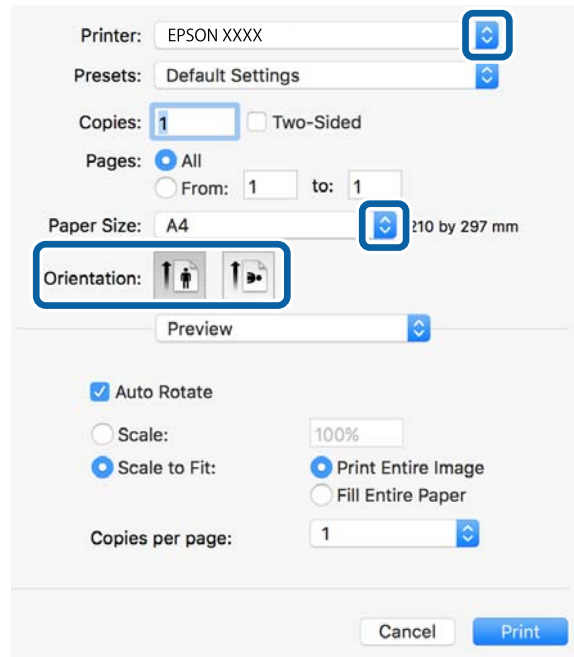 Printer: EPSON XXXX
Presets: Default Settings
Copies: 1 Two-Sided
Pages: All
From: 1 to: 1
Paper Size: A4 210 by 297 mm
Orientation:
Preview
Auto Rotate
Scale: 100%
Scale to Fit: Print Entire Image
Fill Entire Paper
Copies per page: 1
Cancel Print